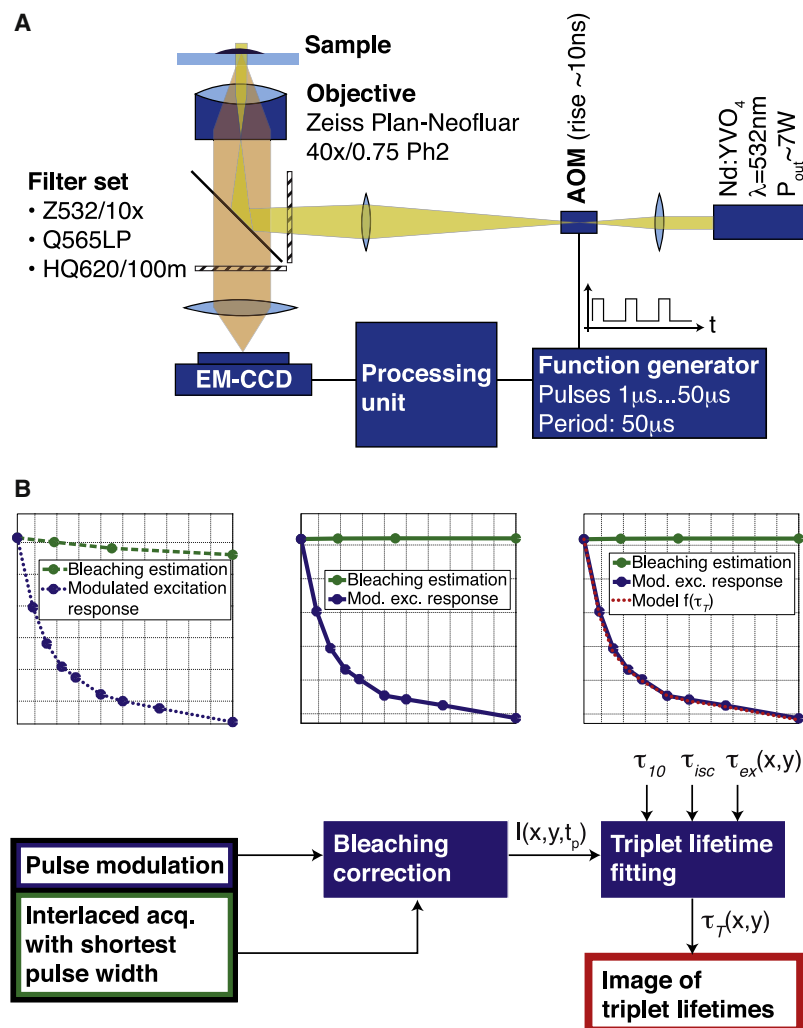 A
Sample
Objective
Zeiss Plan-Neofluar
40x/0.75 Ph2
Filter set
• Z532/10x
• Q565LP
• HQ620/100m
AOM (rise ~10ns)
Nd:YVO4
λ=532nm
Pout~7W
t
EM-CCD
Processing
unit
Function generator
Pulses 1μs...50μs
Period: 50μs
B
Bleaching estimation
Modulated excitation
response
Bleaching estimation
Mod. exc. response
Bleaching estimation
Mod. exc. response
Model f(τT)
τ10 τisc τex(x,y)
Pulse modulation
Interlaced acq.
with shortest
pulse width
Bleaching
correction
I(x,y,tp)
Triplet lifetime
fitting
τT(x,y)
Image of
triplet lifetimes